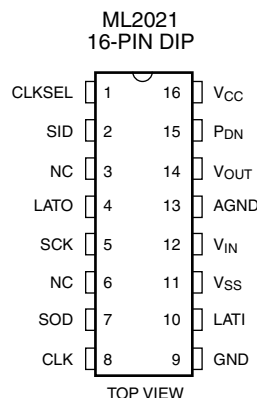 ML2021
16-PIN DIP
CLKSEL 1 16 VCC
SID 2 15 PDN
NC 3 14 VOUT
LATO 4 13 AGND
SCK 5 12 VIN
NC 6 11 VSS
SOD 7 10 LATI
CLK 8 9 GND
TOP VIEW